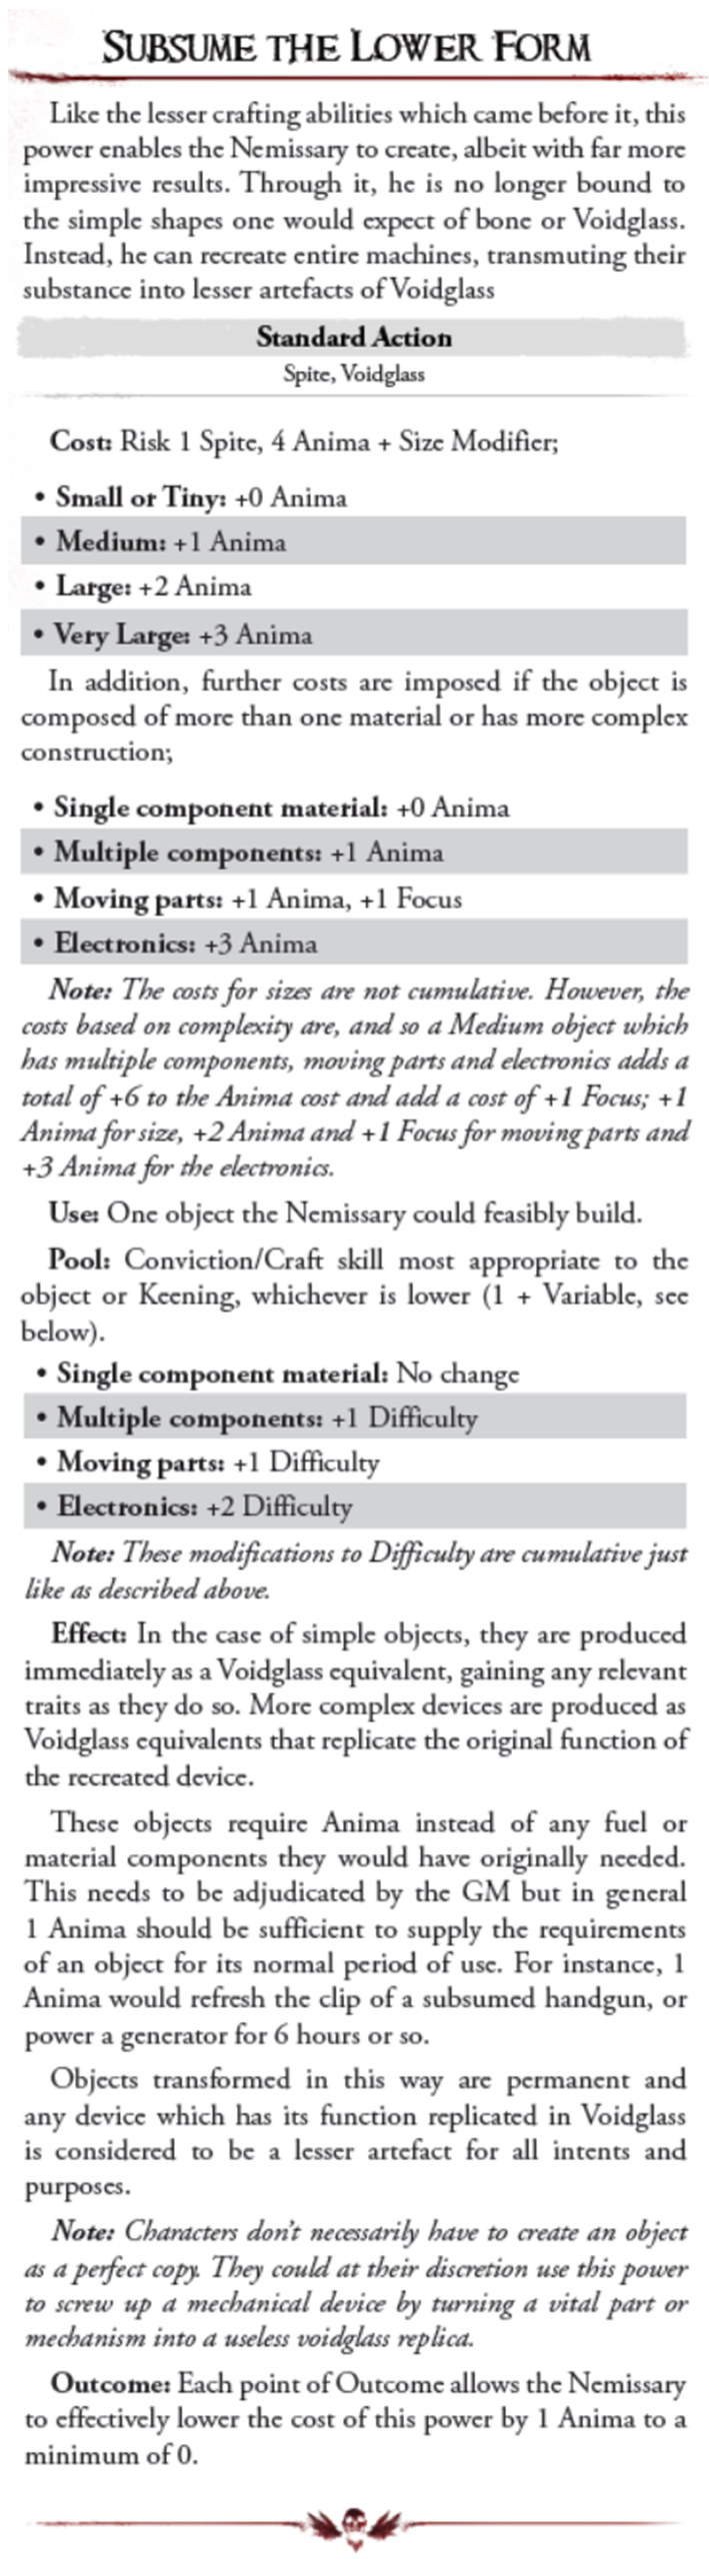 Subsume the Lower Form
Like the lesser crafting abilities which came before it, this
power enables the Nemissary to create, albeit with far more
impressive results. Through it, he is no longer bound to
the simple shapes one would expect of bone or Voidglass.
Instead, he can recreate entire machines, transmuting their
substance into lesser artefacts of Voidglass
Standard Action
Spite, Voidglass
Cost: Risk 1 Spite, 4 Anima + Size Modifier;
• Small or Tiny: +0 Anima
• Medium: +1 Anima
• Large: +2 Anima
• Very Large: +3 Anima
In addition, further costs are imposed if the object is
composed of more than one material or has more complex
construction;
• Single component material: +0 Anima
• Multiple components: +1 Anima
• Moving parts: +1 Anima, +1 Focus
• Electronics: +3 Anima
Note: The costs for sizes are not cumulative. However, the
costs based on complexity are, and so a Medium object which
has multiple components, moving parts and electronics adds a
total of +6 to the Anima cost and add a cost of +1 Focus; +1
Anima for size, +2 Anima and +1 Focus for moving parts and
+3 Anima for the electronics.
Use: One object the Nemissary could feasibly build.
Pool: Conviction/Craft skill most appropriate to the
object or Keening, whichever is lower (1 + Variable, see
below).
• Single component material: No change
• Multiple components: +1 Difficulty
• Moving parts: +1 Difficulty
• Electronics: +2 Difficulty
Note: These modifications to Difficulty are cumulative just
like as described above.
Effect: In the case of simple objects, they are produced
immediately as a Voidglass equivalent, gaining any relevant
traits as they do so. More complex devices are produced as
Voidglass equivalents that replicate the original function of
the recreated device.
These objects require Anima instead of any fuel or
material components they would have originally needed.
This needs to be adjudicated by the GM but in general
1 Anima should be sufficient to supply the requirements
of an object for its normal period of use. For instance, 1
Anima would refresh the clip of a subsumed handgun, or
power a generator for 6 hours or so.
Objects transformed in this way are permanent and
any device which has its function replicated in Voidglass
is considered to be a lesser artefact for all intents and
purposes.
Note: Characters don't necessarily have to create an object
as a perfect copy. They could at their discretion use this power
to screw up a mechanical device by turning a vital part or
mechanism into a useless voidglass replica.
Outcome: Each point of Outcome allows the Nemissary
to effectively lower the cost of this power by 1 Anima to a
minimum of 0.